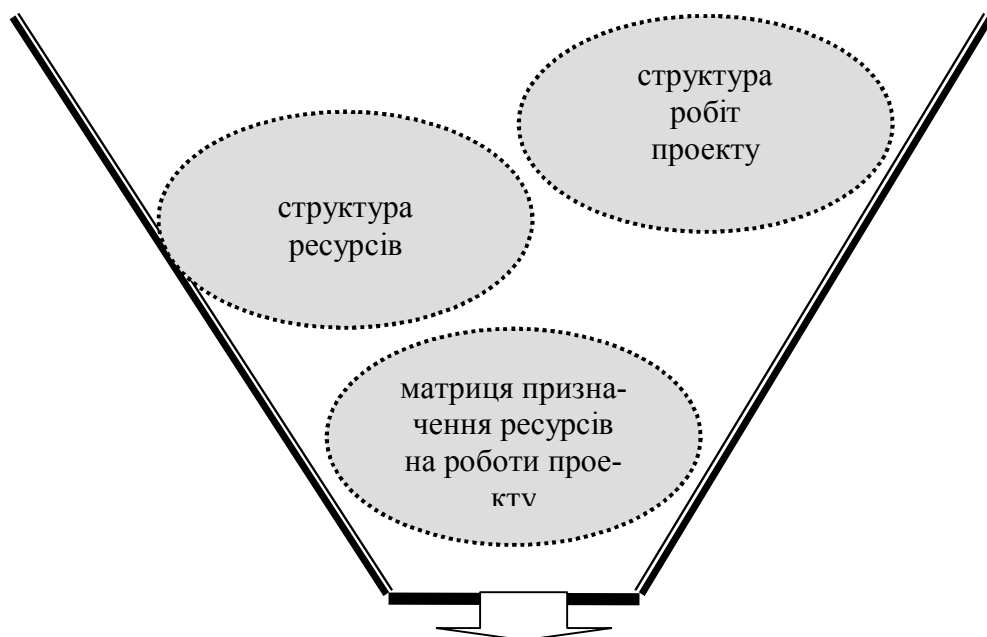 структура
робіт
проекту
структура
ресурсів
матриця призна-
чення ресурсів
на роботи прое-
кту